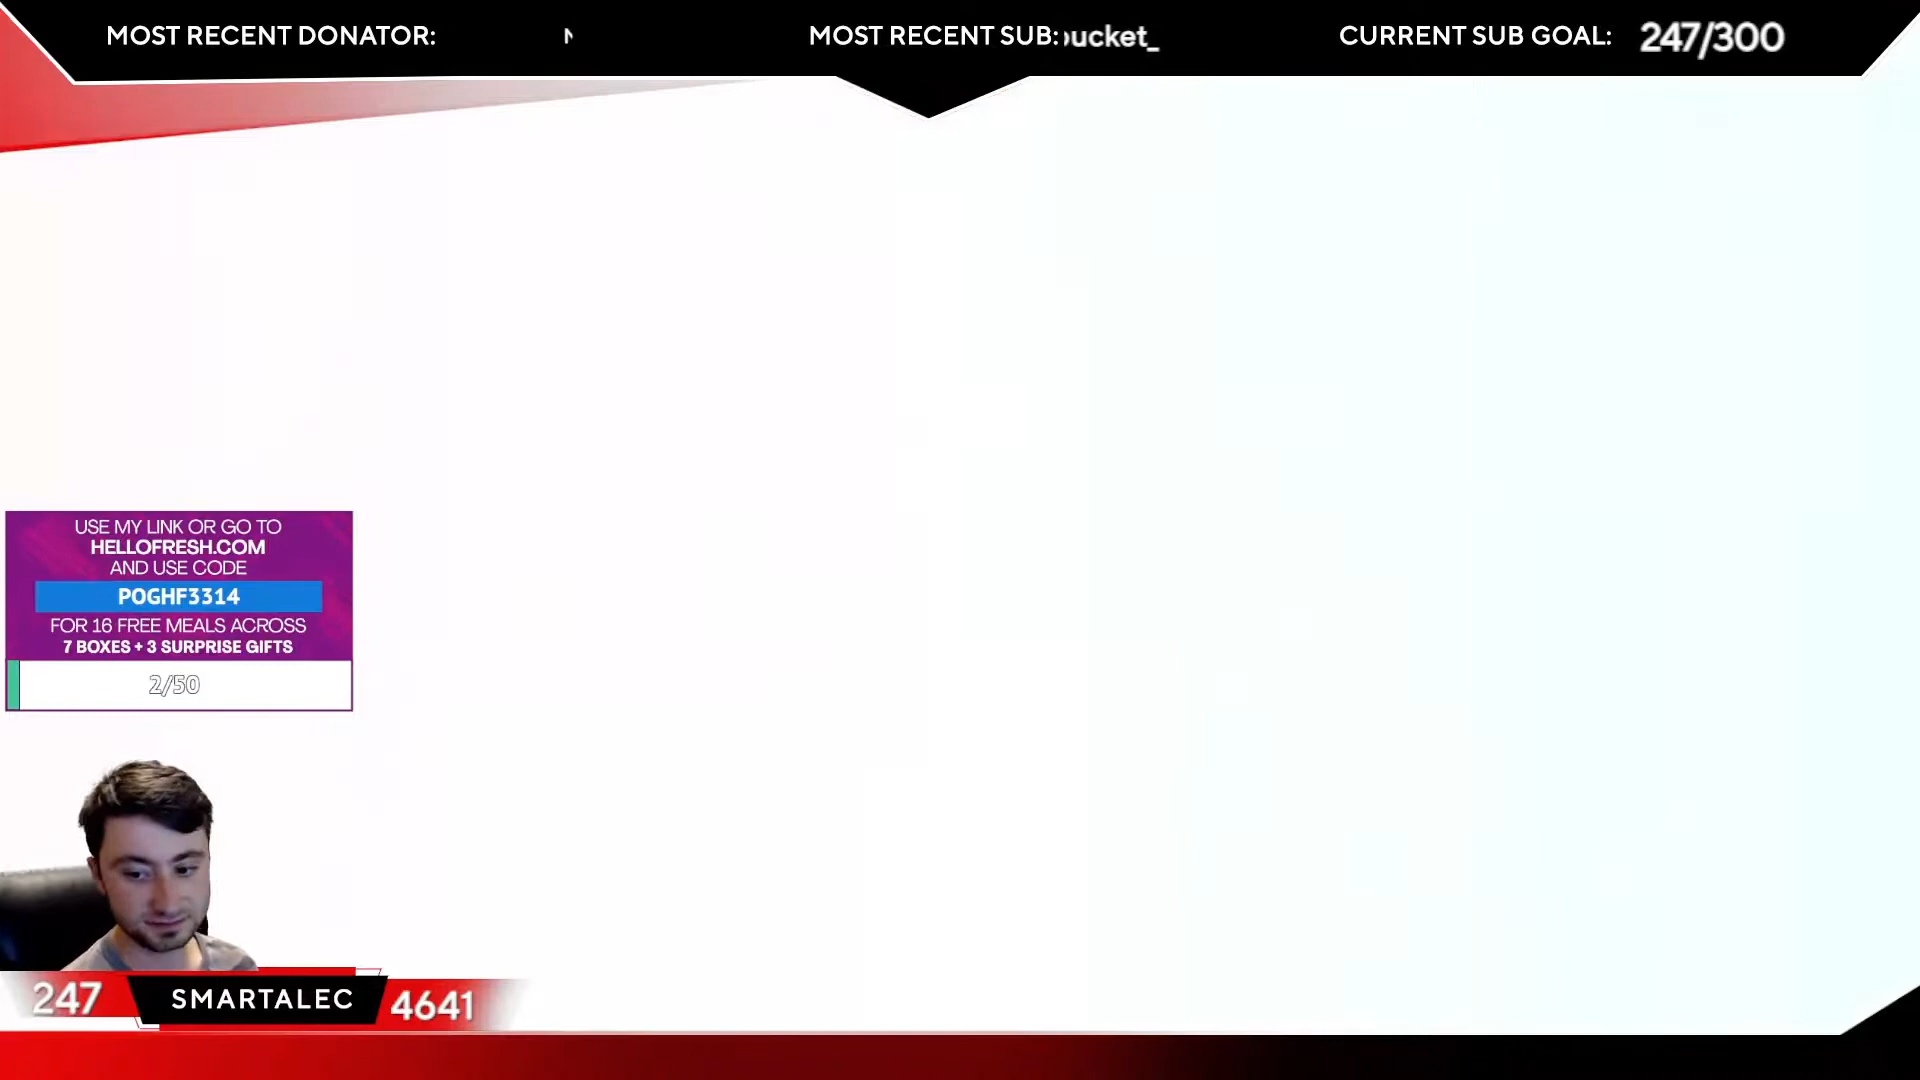 MOST RECENT DONATOR:
MOST RECENT SUB:
CURRENT SUB GOAL: 247/300
USE MY LINK OR GO TO
HELLOFRESH.COM
AND USE CODE
POGHF3314
FOR 16 FREE MEALS ACROSS
7 BOXES + 3 SURPRISE GIFTS
2/50
247 SMARTALEC 4641